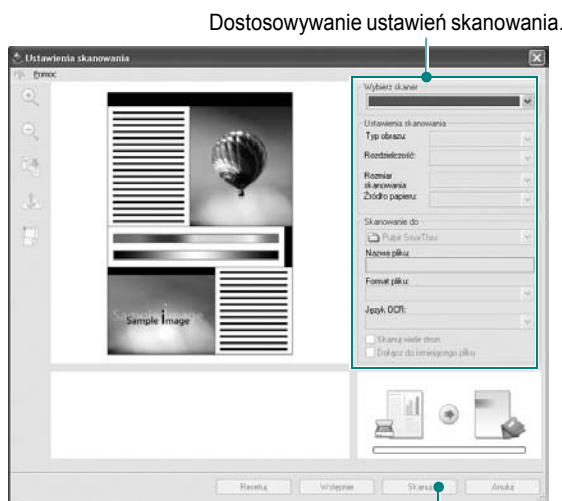 Dostosowywanie ustawień skanowania.
Ustawienia skanowania
Pomoc
Wybierz skaner
Ustawienia skanowania
Typ obrazu:
Rozdzielczość:
Rozmiar
skanowania:
Źródło papieru:
Skanowanie do
Pulpit SmarThru
Nazwa pliku:
Format pliku:
Język OCR:
Skanuj wiele stron
Dołącz do istniejącego pliku
Sample Image
Resetuj
Wstępnie
Skanuj
Anuluj